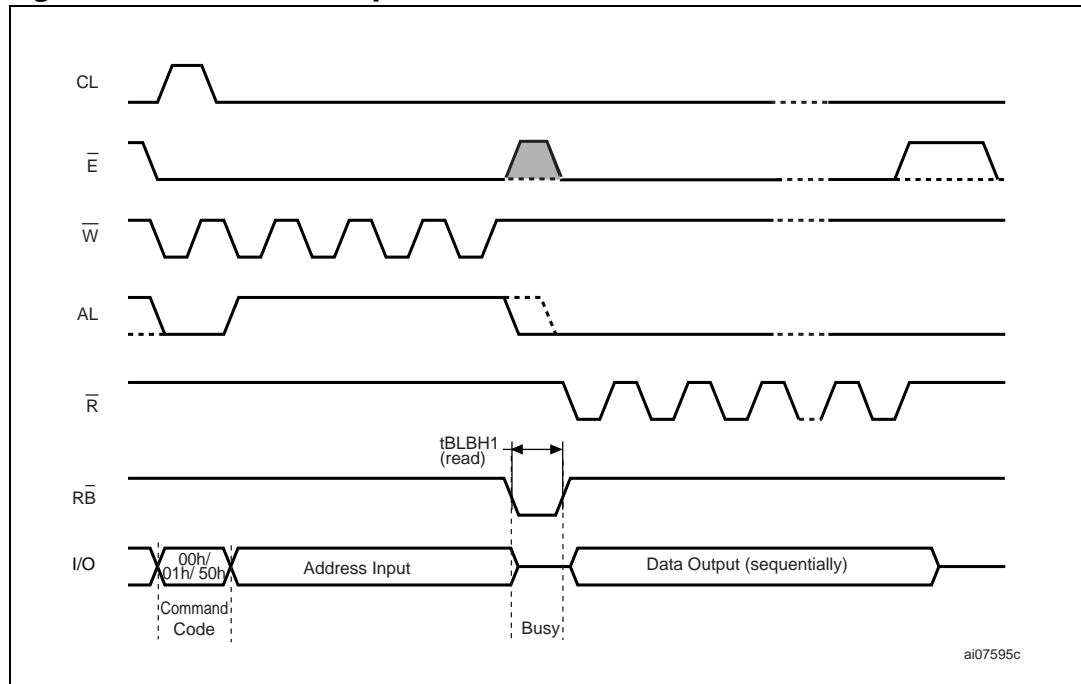 CL
E̅
W̅
AL
R̅
tBLBH1
(read)
RB̅
I/O
00h/
01h/ 50h
Address Input
Data Output (sequentially)
Command
Code
Busy
ai07595c